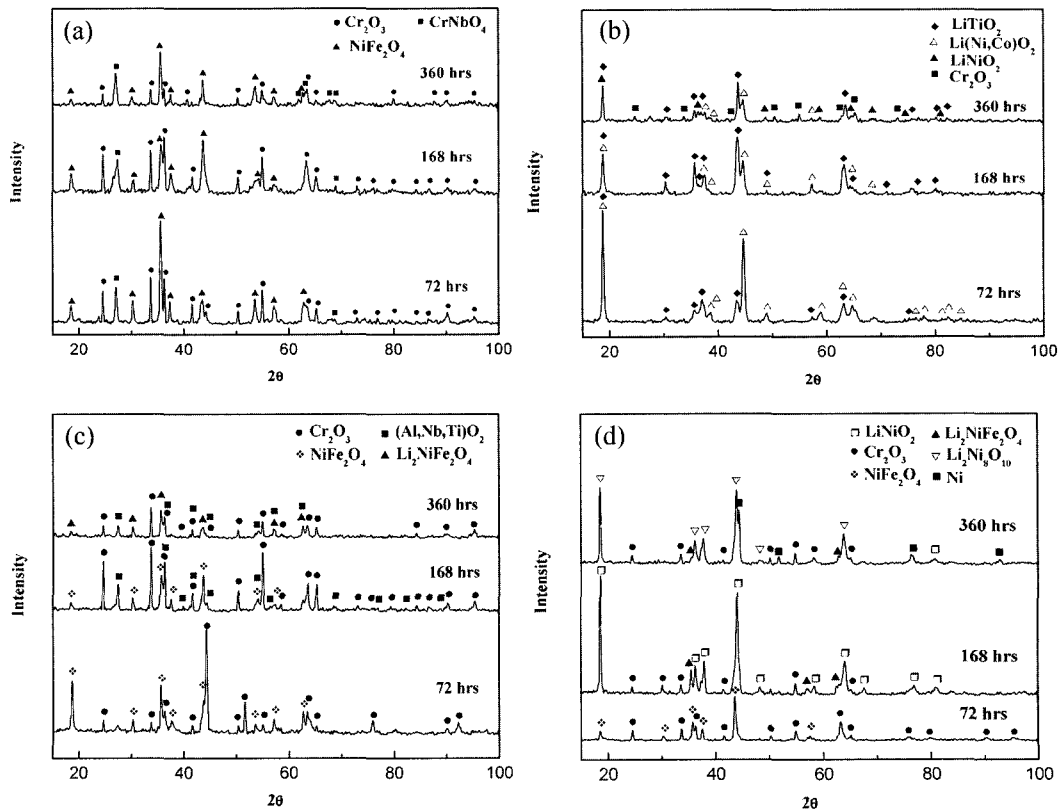 (a)
● Cr₂O₃ ■ CrNbO₄
▲ NiFe₂O₄
360 hrs
168 hrs
72 hrs
Intensity
20 40 60 80 100
2θ
(b)
◆ LiTiO₂
△ Li(Ni,Co)O₂
▲ LiNiO₂
■ Cr₂O₃
360 hrs
168 hrs
72 hrs
Intensity
20 40 60 80 100
2θ
(c)
● Cr₂O₃ ■ (Al,Nb,Ti)O₂
NiFe₂O₄ ▲ Li₂NiFe₂O₄
360 hrs
168 hrs
72 hrs
Intensity
20 40 60 80 100
2θ
(d)
LiNiO₂ ▲ Li₂NiFe₂O₄
● Cr₂O₃ ▽ Li₂Ni₈O₁₀
NiFe₂O₄ ■ Ni
360 hrs
168 hrs
72 hrs
Intensity
20 40 60 80 100
2θ